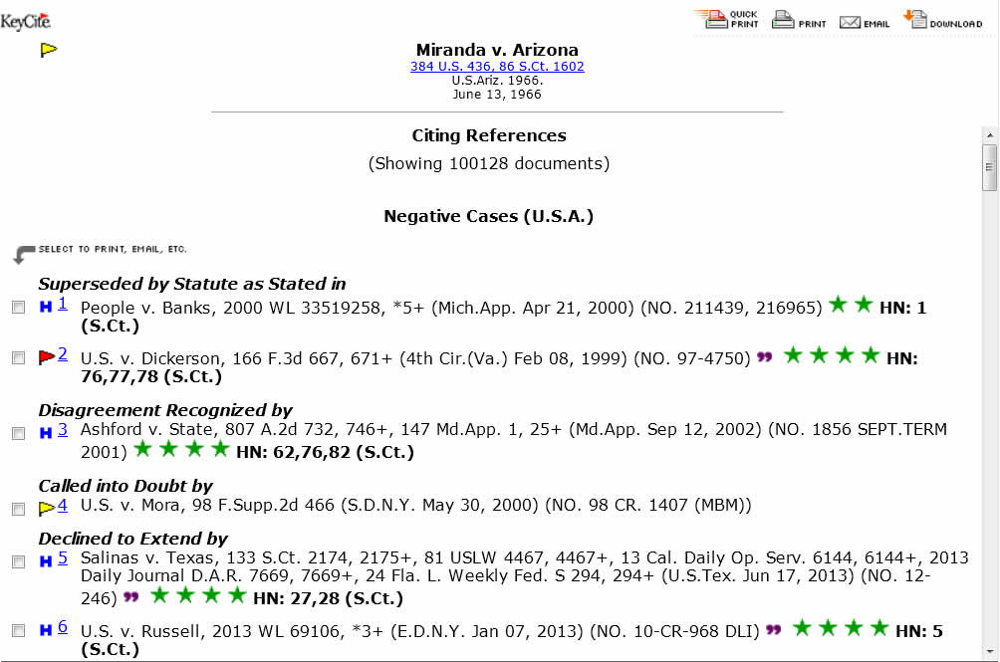 KeyCite
QUICK PRINT PRINT EMAIL DOWNLOAD
Miranda v. Arizona
384 U.S. 436, 86 S.Ct. 1602
U.S.Ariz. 1966.
June 13, 1966
Citing References
(Showing 100128 documents)
Negative Cases (U.S.A.)
SELECT TO PRINT, EMAIL, ETC.
Superseded by Statute as Stated in
H 1 People v. Banks, 2000 WL 33519258, *5+ (Mich.App. Apr 21, 2000) (NO. 211439, 216965) ★ ★ HN: 1
(S.Ct.)
2 U.S. v. Dickerson, 166 F.3d 667, 671+ (4th Cir.(Va.) Feb 08, 1999) (NO. 97-4750) ” ★ ★ ★ ★ HN:
76,77,78 (S.Ct.)
Disagreement Recognized by
H 3 Ashford v. State, 807 A.2d 732, 746+, 147 Md.App. 1, 25+ (Md.App. Sep 12, 2002) (NO. 1856 SEPT.TERM
2001) ★ ★ ★ ★ HN: 62,76,82 (S.Ct.)
Called into Doubt by
4 U.S. v. Mora, 98 F.Supp.2d 466 (S.D.N.Y. May 30, 2000) (NO. 98 CR. 1407 (MBM))
Declined to Extend by
H 5 Salinas v. Texas, 133 S.Ct. 2174, 2175+, 81 USLW 4467, 4467+, 13 Cal. Daily Op. Serv. 6144, 6144+, 2013
Daily Journal D.A.R. 7669, 7669+, 24 Fla. L. Weekly Fed. S 294, 294+ (U.S.Tex. Jun 17, 2013) (NO. 12-
246) ” ★ ★ ★ ★ HN: 27,28 (S.Ct.)
H 6 U.S. v. Russell, 2013 WL 69106, *3+ (E.D.N.Y. Jan 07, 2013) (NO. 10-CR-968 DLI) ” ★ ★ ★ ★ HN: 5
(S.Ct.)